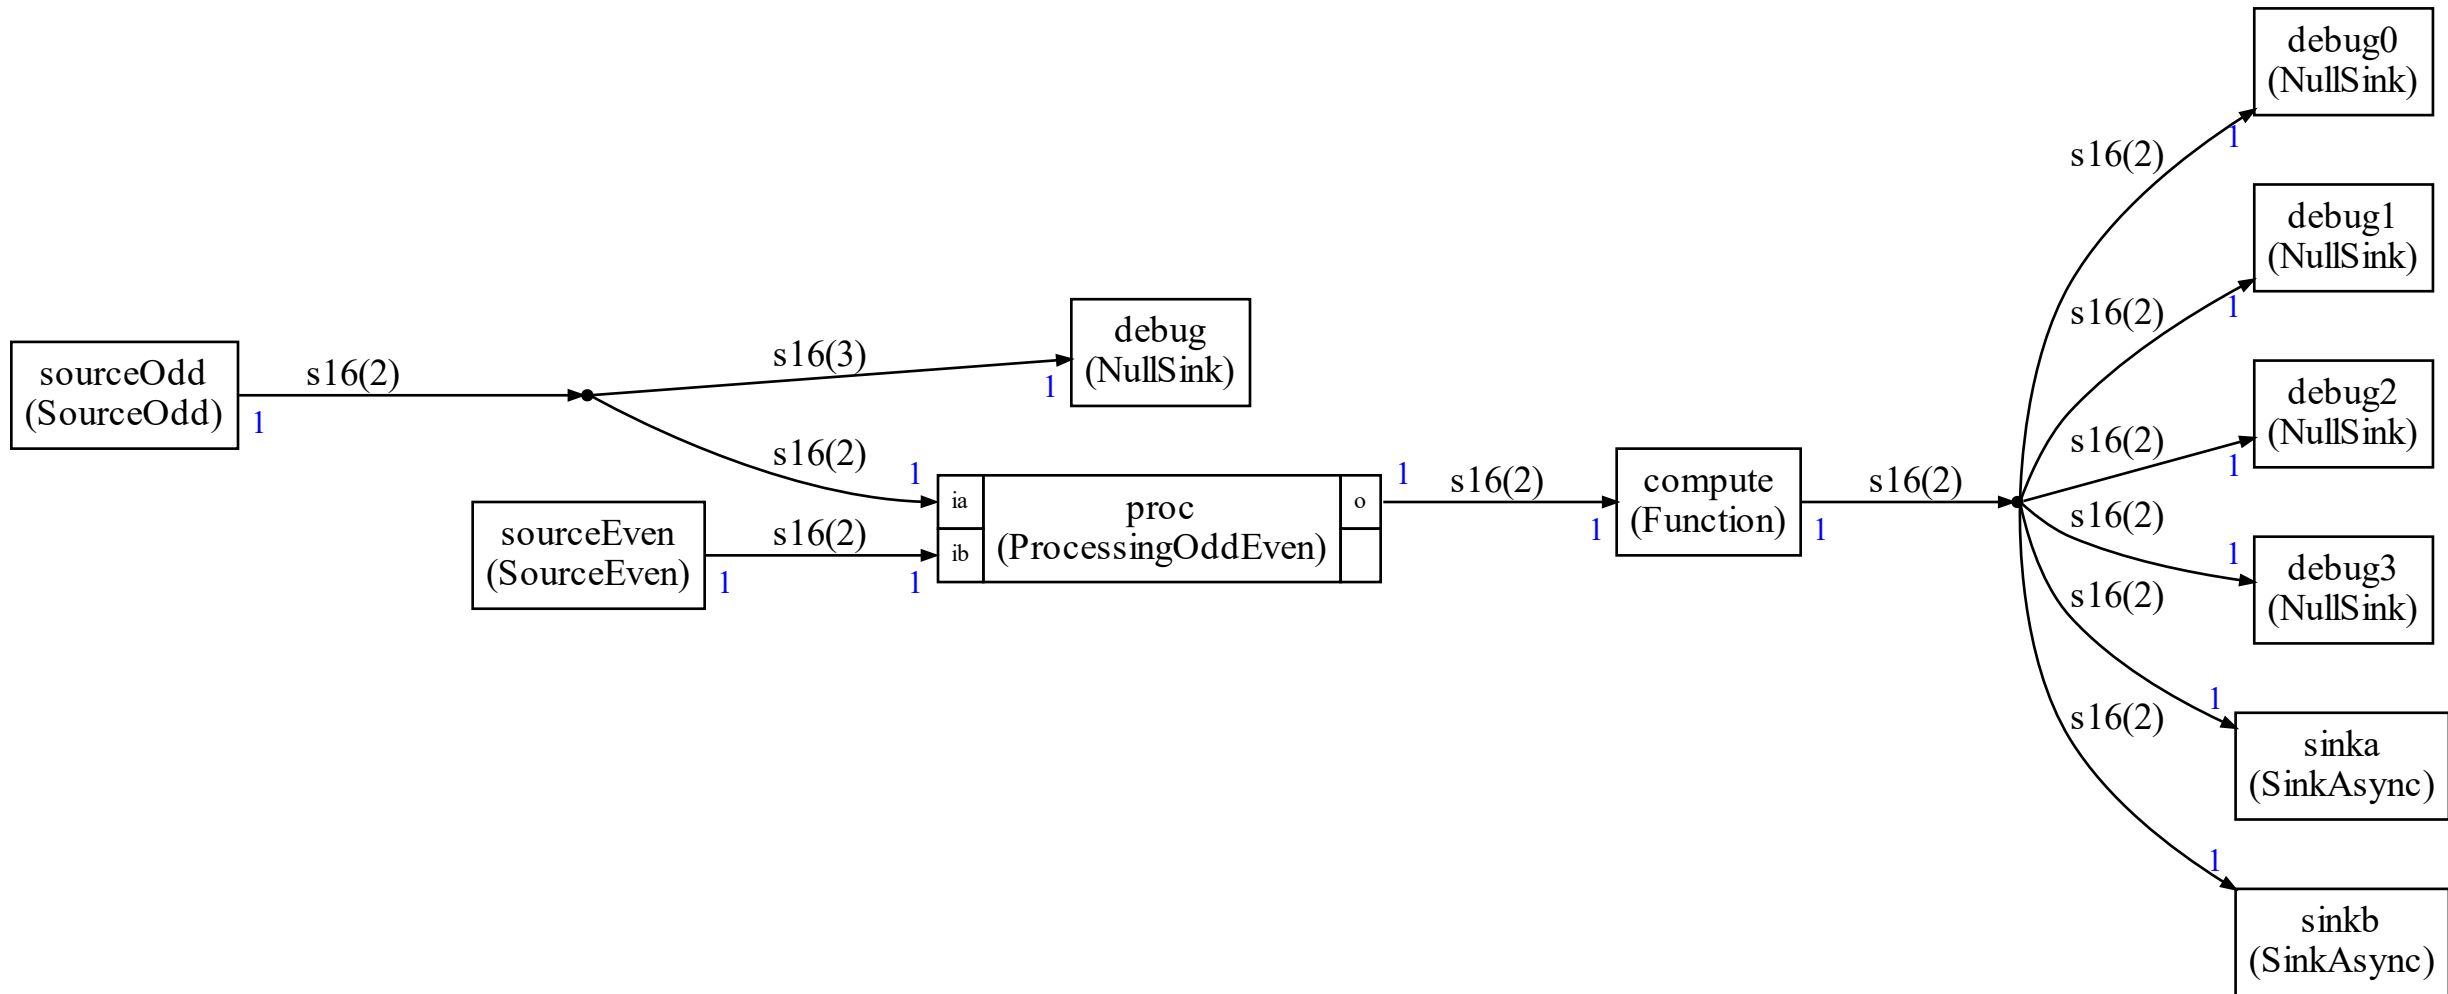 debug0
(NullSink)
1
s16(2)
debug1
(NullSink)
s16(2)
1
debug
(NullSink)
s16(3)
1
sourceOdd
(SourceOdd)
s16(2)
1
debug2
(NullSink)
s16(2)
1
s16(2)
1
ia
ib
proc
(ProcessingOddEven)
o
1
s16(2)
1
compute
(Function)
s16(2)
1
sourceEven
(SourceEven)
s16(2)
1
1
s16(2)
1
debug3
(NullSink)
s16(2)
1
sinka
(SinkAsync)
s16(2)
1
sinkb
(SinkAsync)